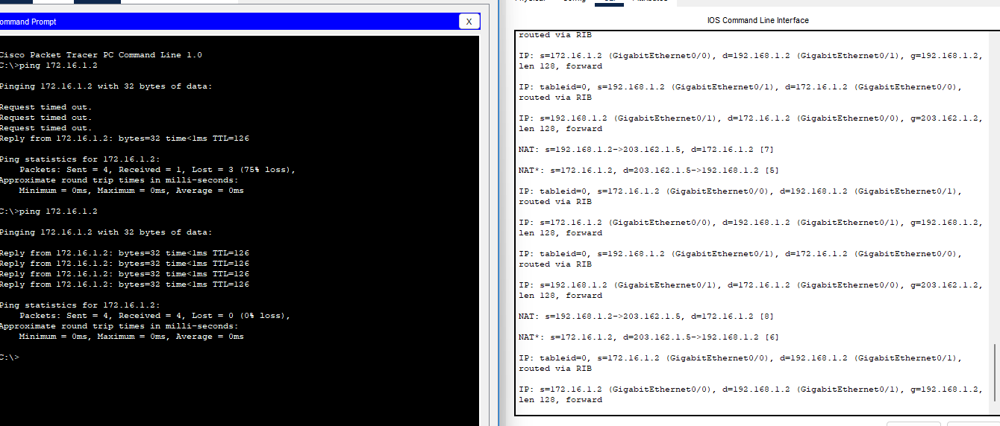 ommand Prompt
X
Cisco Packet Tracer PC Command Line 1.0
C:\>ping 172.16.1.2
Pinging 172.16.1.2 with 32 bytes of data:
Request timed out.
Request timed out.
Request timed out.
Reply from 172.16.1.2: bytes=32 time<1ms TTL=126
Ping statistics for 172.16.1.2:
Packets: Sent = 4, Received = 1, Lost = 3 (75% loss),
Approximate round trip times in milli-seconds:
Minimum = 0ms, Maximum = 0ms, Average = 0ms
C:\>ping 172.16.1.2
Pinging 172.16.1.2 with 32 bytes of data:
Reply from 172.16.1.2: bytes=32 time<1ms TTL=126
Reply from 172.16.1.2: bytes=32 time<1ms TTL=126
Reply from 172.16.1.2: bytes=32 time<1ms TTL=126
Reply from 172.16.1.2: bytes=32 time<1ms TTL=126
Ping statistics for 172.16.1.2:
Packets: Sent = 4, Received = 4, Lost = 0 (0% loss),
Approximate round trip times in milli-seconds:
Minimum = 0ms, Maximum = 0ms, Average = 0ms
C:\>
IOS Command Line Interface
routed via RIB
IP: s=172.16.1.2 (GigabitEthernet0/0), d=192.168.1.2 (GigabitEthernet0/1), g=192.168.1.2,
len 128, forward
IP: tableid=0, s=192.168.1.2 (GigabitEthernet0/1), d=172.16.1.2 (GigabitEthernet0/0),
routed via RIB
IP: s=192.168.1.2 (GigabitEthernet0/1), d=172.16.1.2 (GigabitEthernet0/0), g=203.162.1.2,
len 128, forward
NAT: s=192.168.1.2->203.162.1.5, d=172.16.1.2 [7]
NAT*: s=172.16.1.2, d=203.162.1.5->192.168.1.2 [5]
IP: tableid=0, s=172.16.1.2 (GigabitEthernet0/0), d=192.168.1.2 (GigabitEthernet0/1),
routed via RIB
IP: s=172.16.1.2 (GigabitEthernet0/0), d=192.168.1.2 (GigabitEthernet0/1), g=192.168.1.2,
len 128, forward
IP: tableid=0, s=192.168.1.2 (GigabitEthernet0/1), d=172.16.1.2 (GigabitEthernet0/0),
routed via RIB
IP: s=192.168.1.2 (GigabitEthernet0/1), d=172.16.1.2 (GigabitEthernet0/0), g=203.162.1.2,
len 128, forward
NAT: s=192.168.1.2->203.162.1.5, d=172.16.1.2 [8]
NAT*: s=172.16.1.2, d=203.162.1.5->192.168.1.2 [6]
IP: tableid=0, s=172.16.1.2 (GigabitEthernet0/0), d=192.168.1.2 (GigabitEthernet0/1),
routed via RIB
IP: s=172.16.1.2 (GigabitEthernet0/0), d=192.168.1.2 (GigabitEthernet0/1), g=192.168.1.2,
len 128, forward